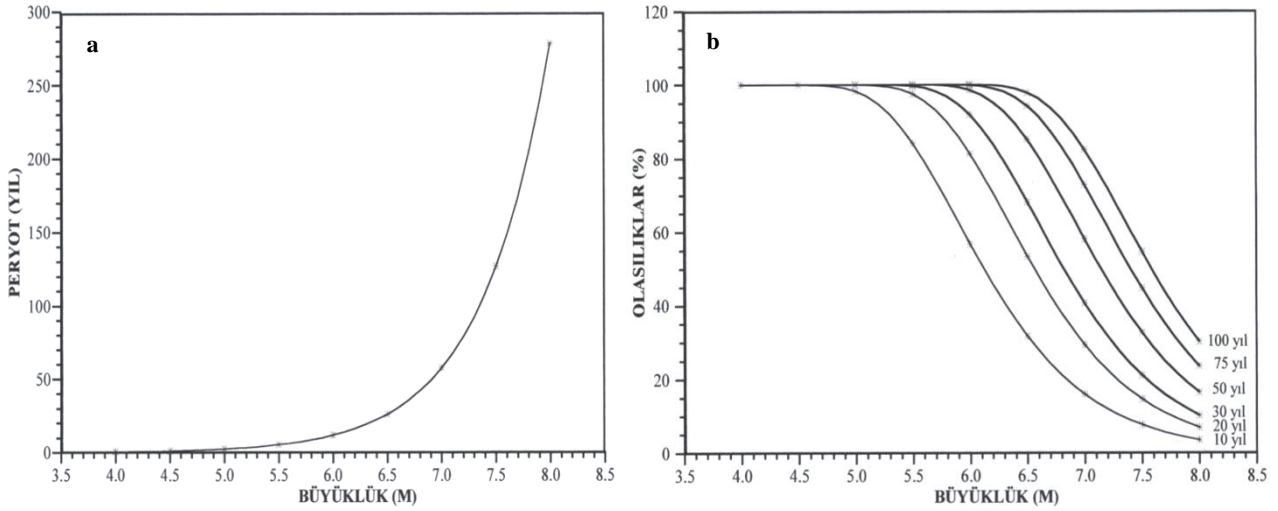 a
300
250
200
150
100
50
0
PERYOT (YIL)
3.5 4.0 4.5 5.0 5.5 6.0 6.5 7.0 7.5 8.0 8.5
BÜYÜKLÜK (M)
b
120
100
80
60
40
20
0
OLASILIKLAR (%)
100 yıl
75 yıl
50 yıl
30 yıl
20 yıl
10 yıl
3.5 4.0 4.5 5.0 5.5 6.0 6.5 7.0 7.5 8.0 8.5
BÜYÜKLÜK (M)